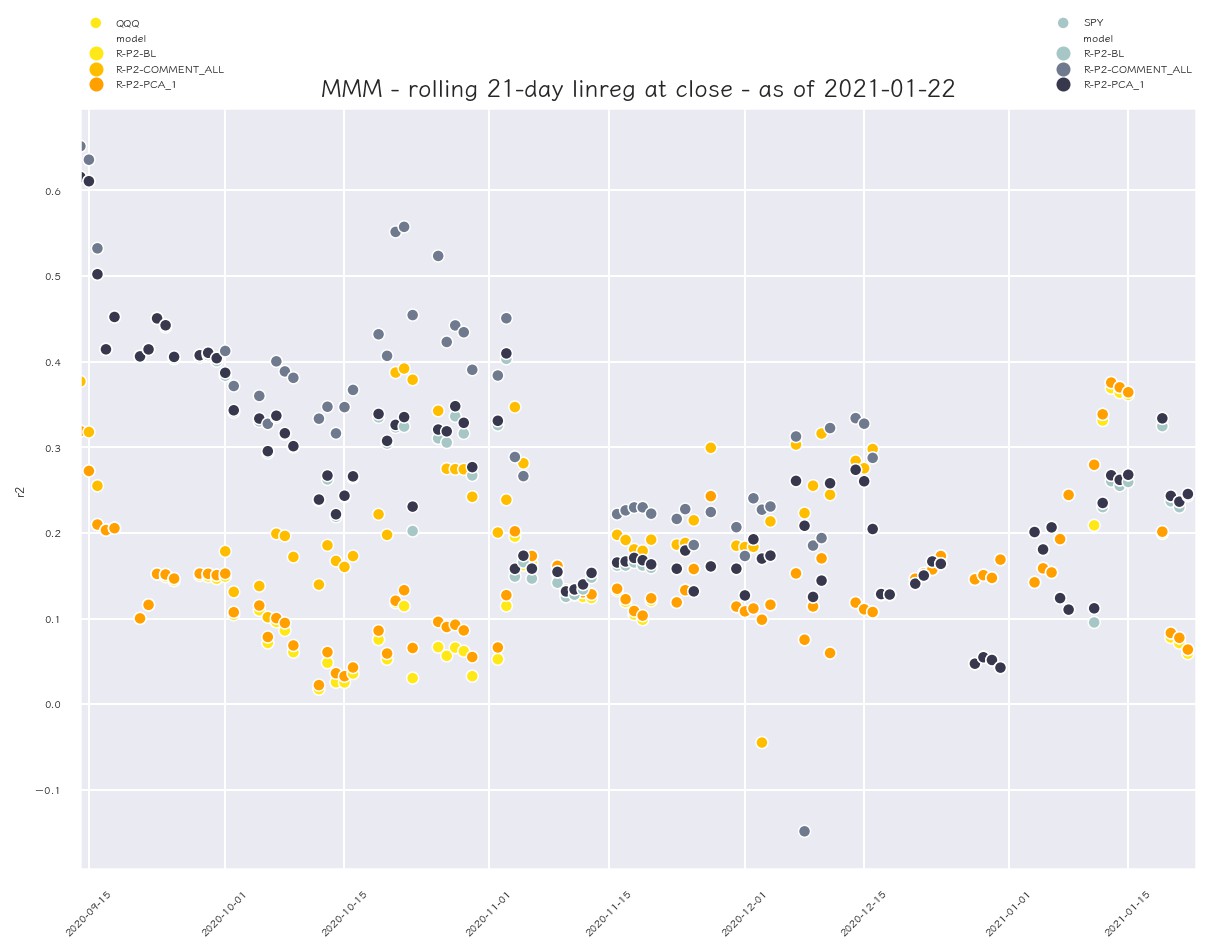 QQQ
model
R-P2-BL
R-P2-COMMENT_ALL
R-P2-PCA_1
SPY
model
R-P2-BL
R-P2-COMMENT_ALL
R-P2-PCA_1
MMM - rolling 21-day linreg at close - as of 2021-01-22
r2
0.6
0.5
0.4
0.3
0.2
0.1
0.0
−0.1
2020-09-15
2020-10-01
2020-10-15
2020-11-01
2020-11-15
2020-12-01
2020-12-15
2021-01-01
2021-01-15